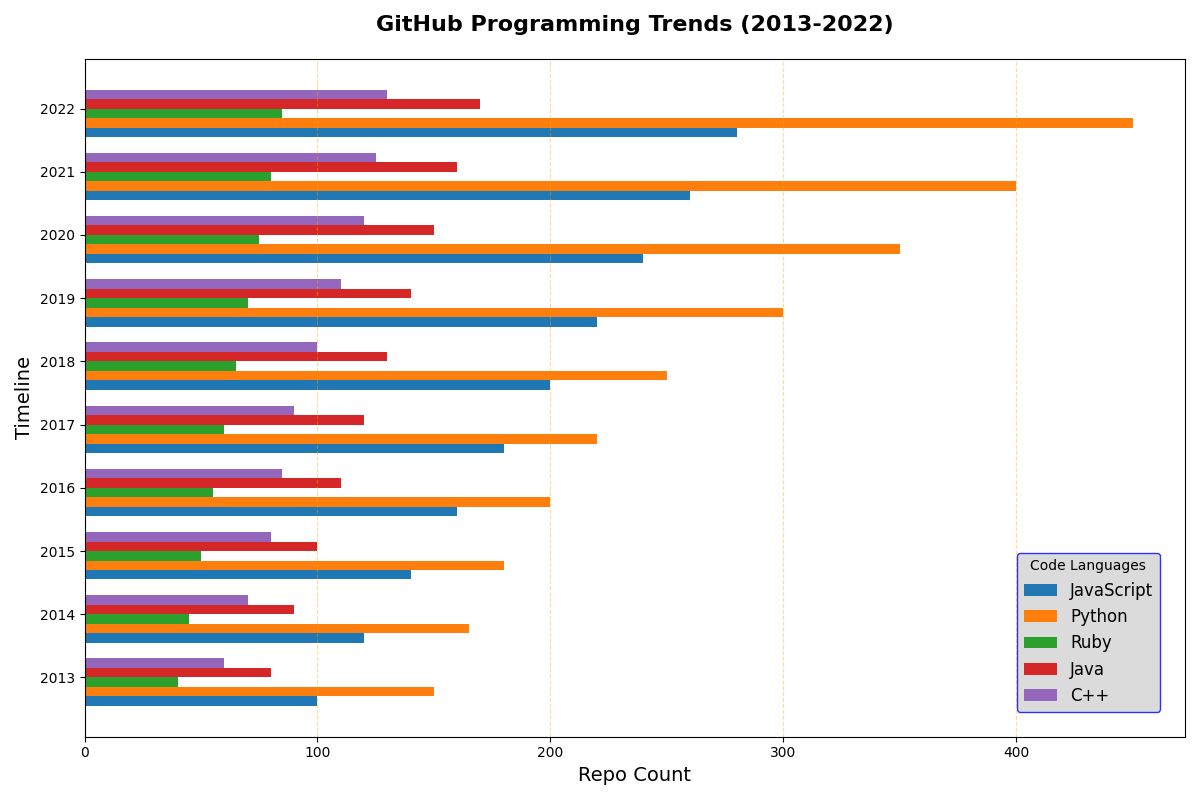 GitHub Programming Trends (2013-2022)
Timeline
2022
2021
2020
2019
2018
2017
2016
2015
2014
2013
Code Languages
JavaScript
Python
Ruby
Java
C++
0 100 200 300 400
Repo Count